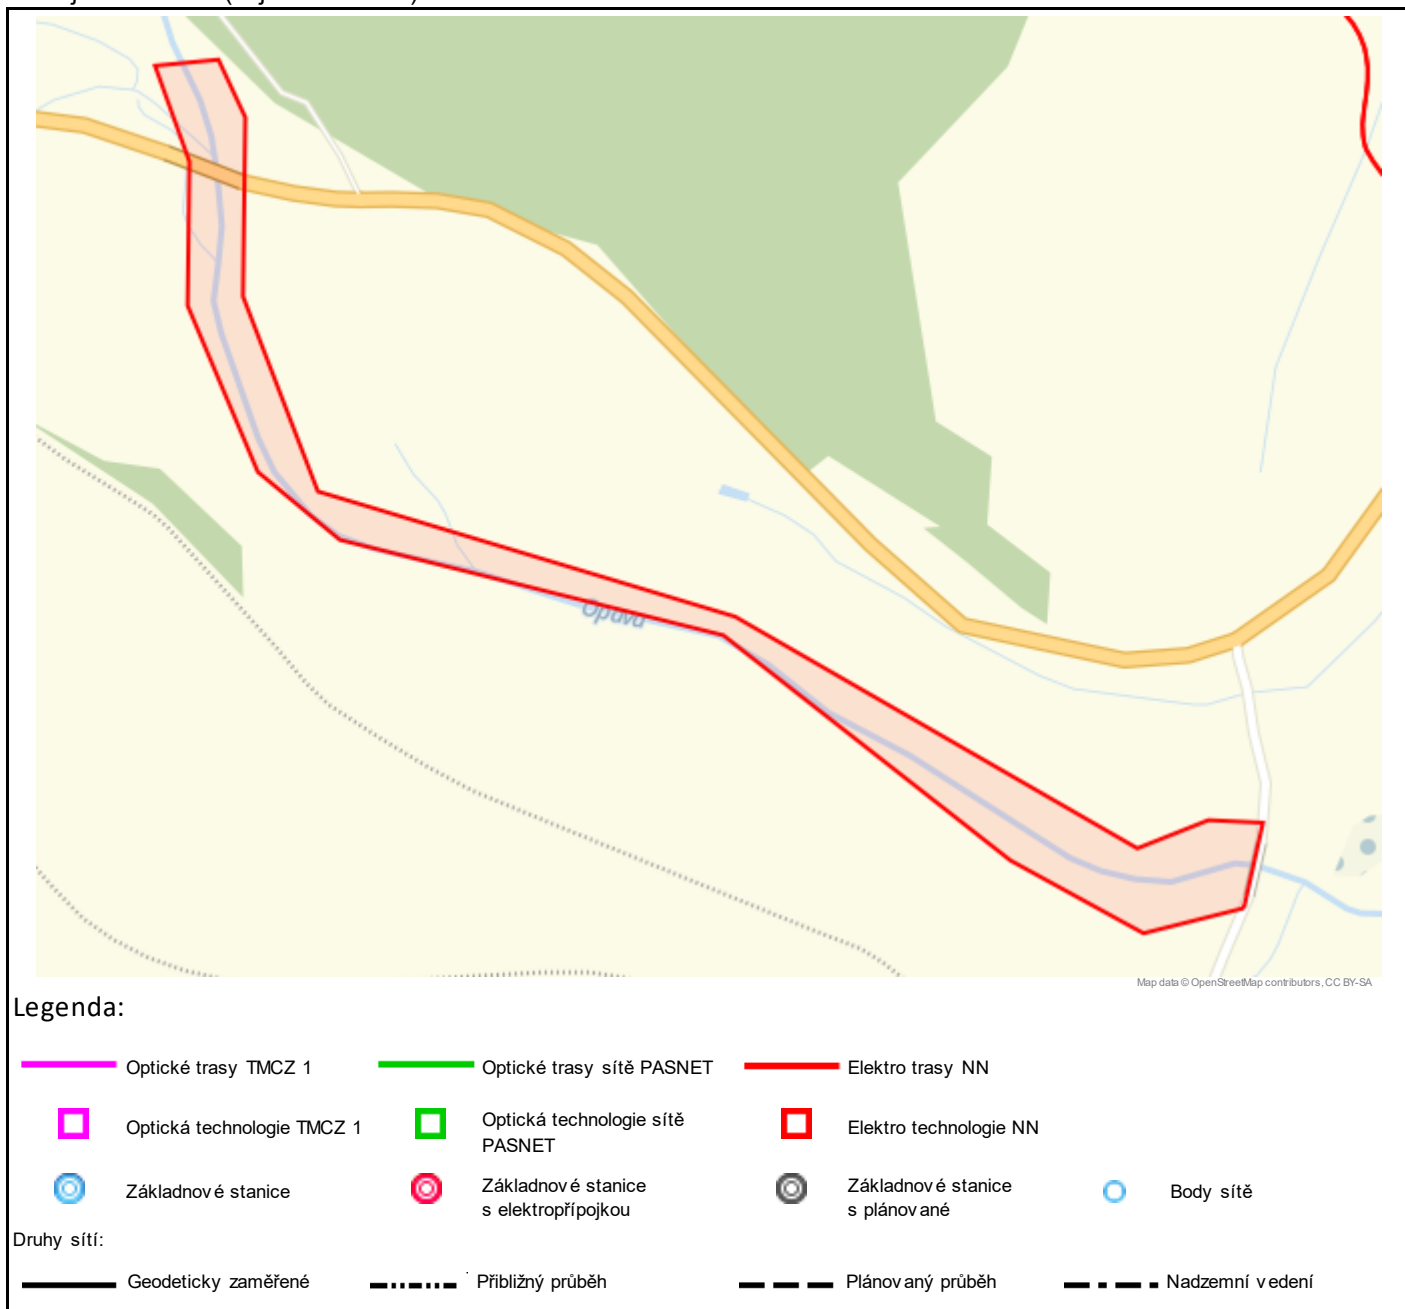 Opava
Map data © OpenStreetMap contributors, CC BY-SA
Legenda:
Optické trasy TMCZ 1
Optické trasy sítě PASNET
Elektro trasy NN
Optická technologie TMCZ 1
Optická technologie sítě
PASNET
Elektro technologie NN
Základnové stanice
Základnové stanice
s elektropřípojkou
Základnové stanice
s plánované
Body sítě
Druhy sítí:
Geodeticky zaměřené
Přibližný průběh
Plánovaný průběh
Nadzemní vedení